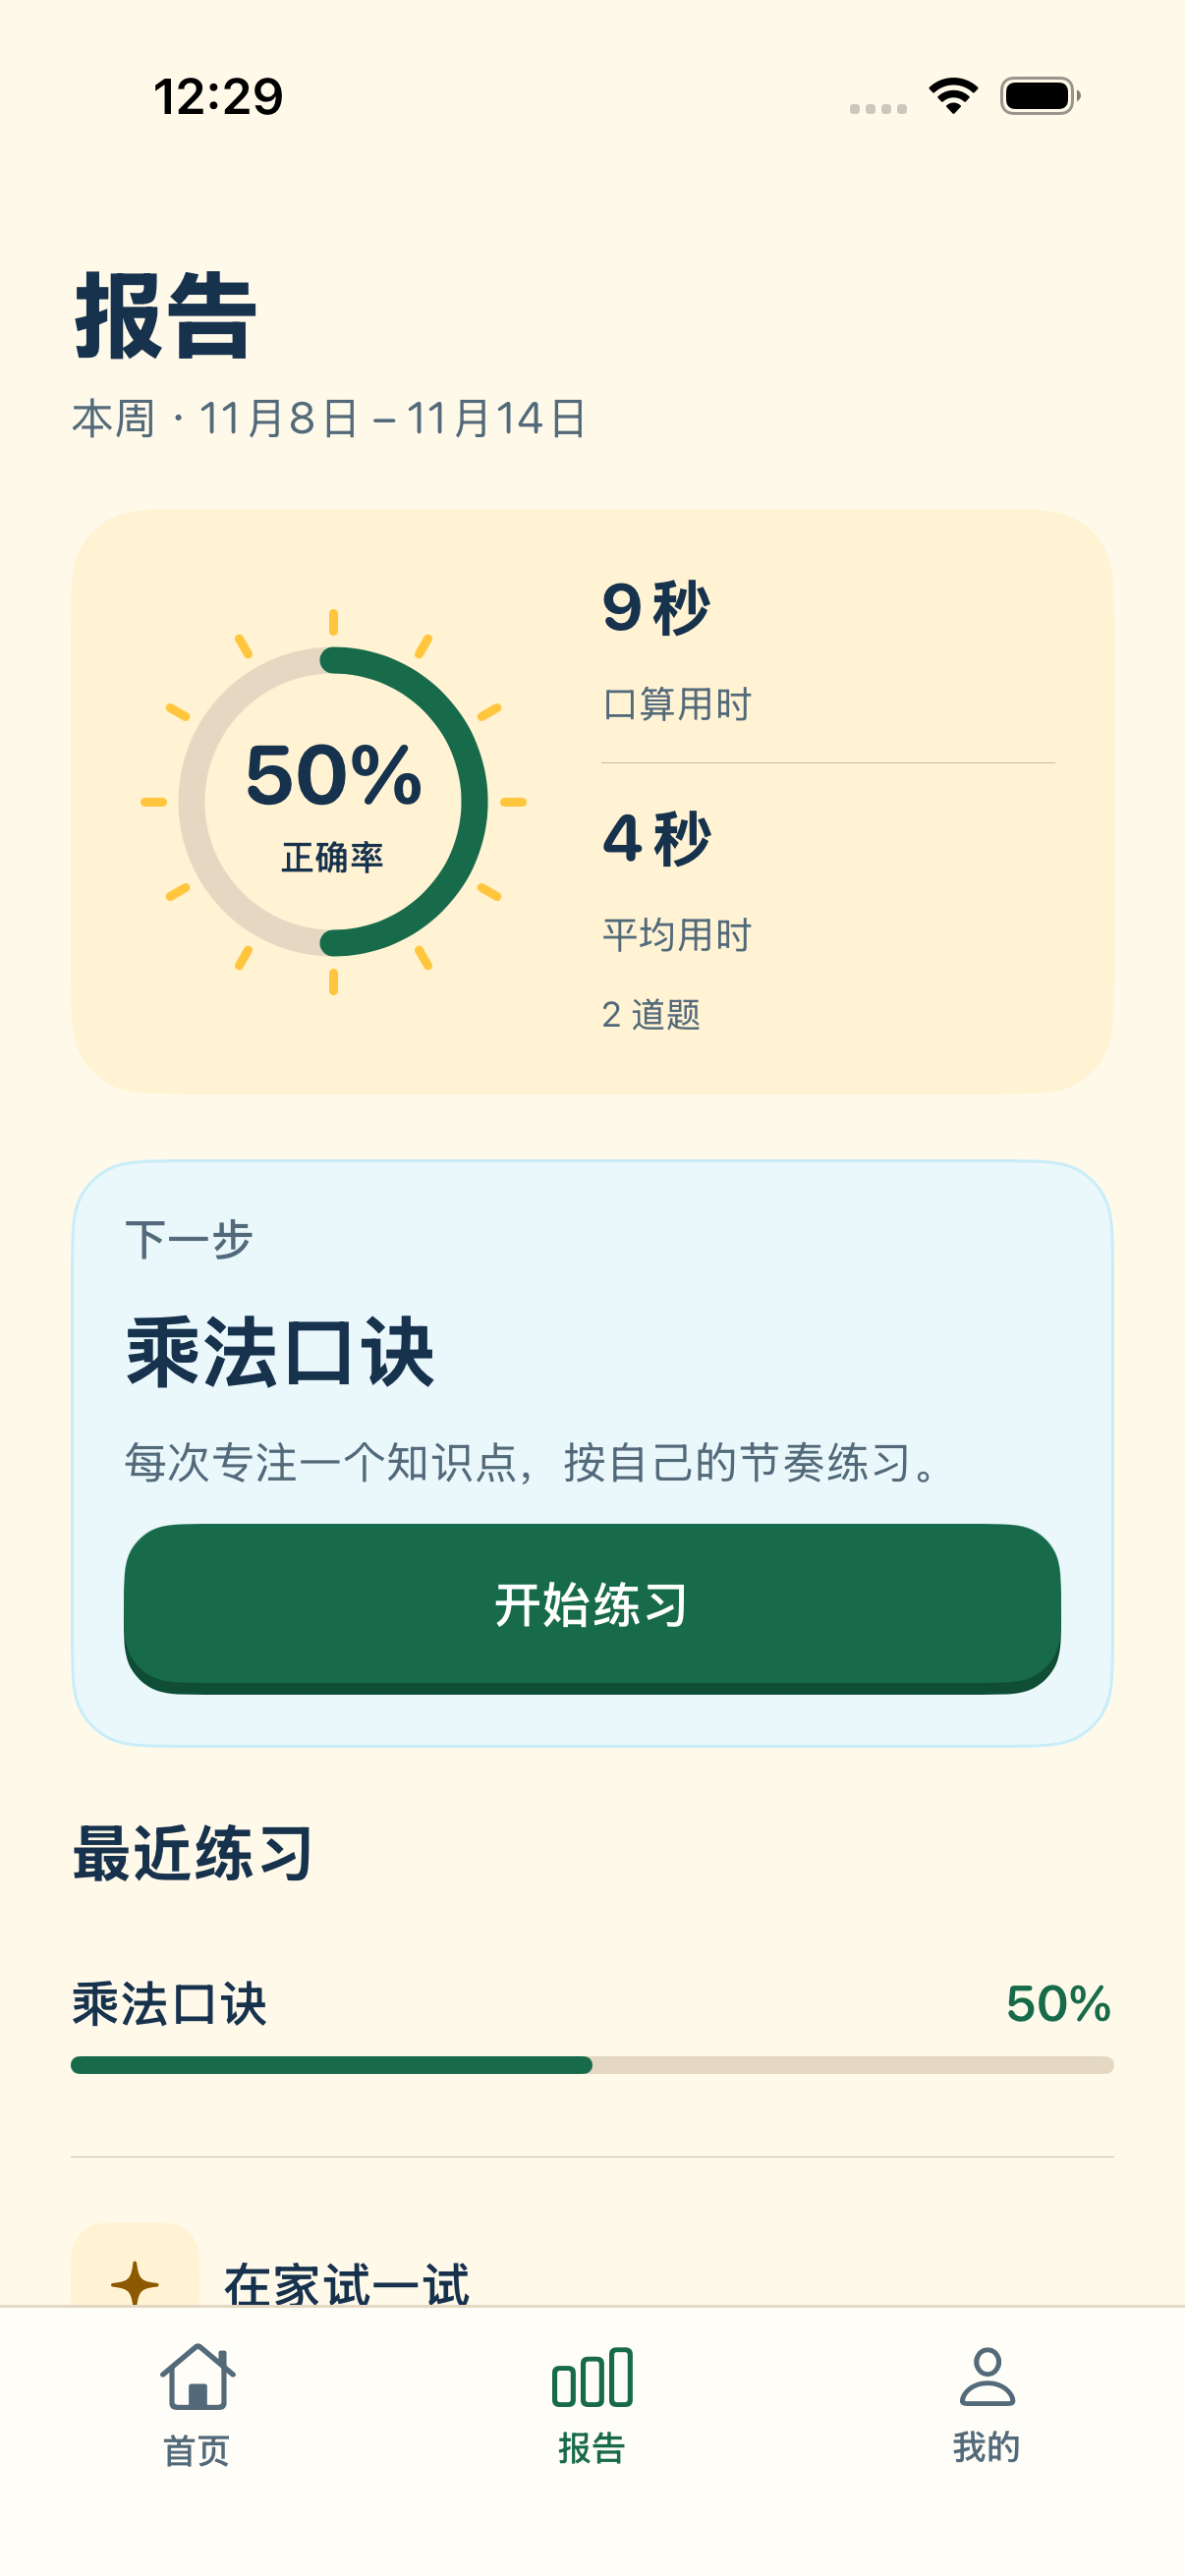 12:29
报告
本周 · 11月8日 – 11月14日
50%
正确率
9 秒
口算用时
4 秒
平均用时
2 道题
下一步
乘法口诀
每次专注一个知识点，按自己的节奏练习。
开始练习
最近练习
乘法口诀 50%
在家试一试
首页 报告 我的